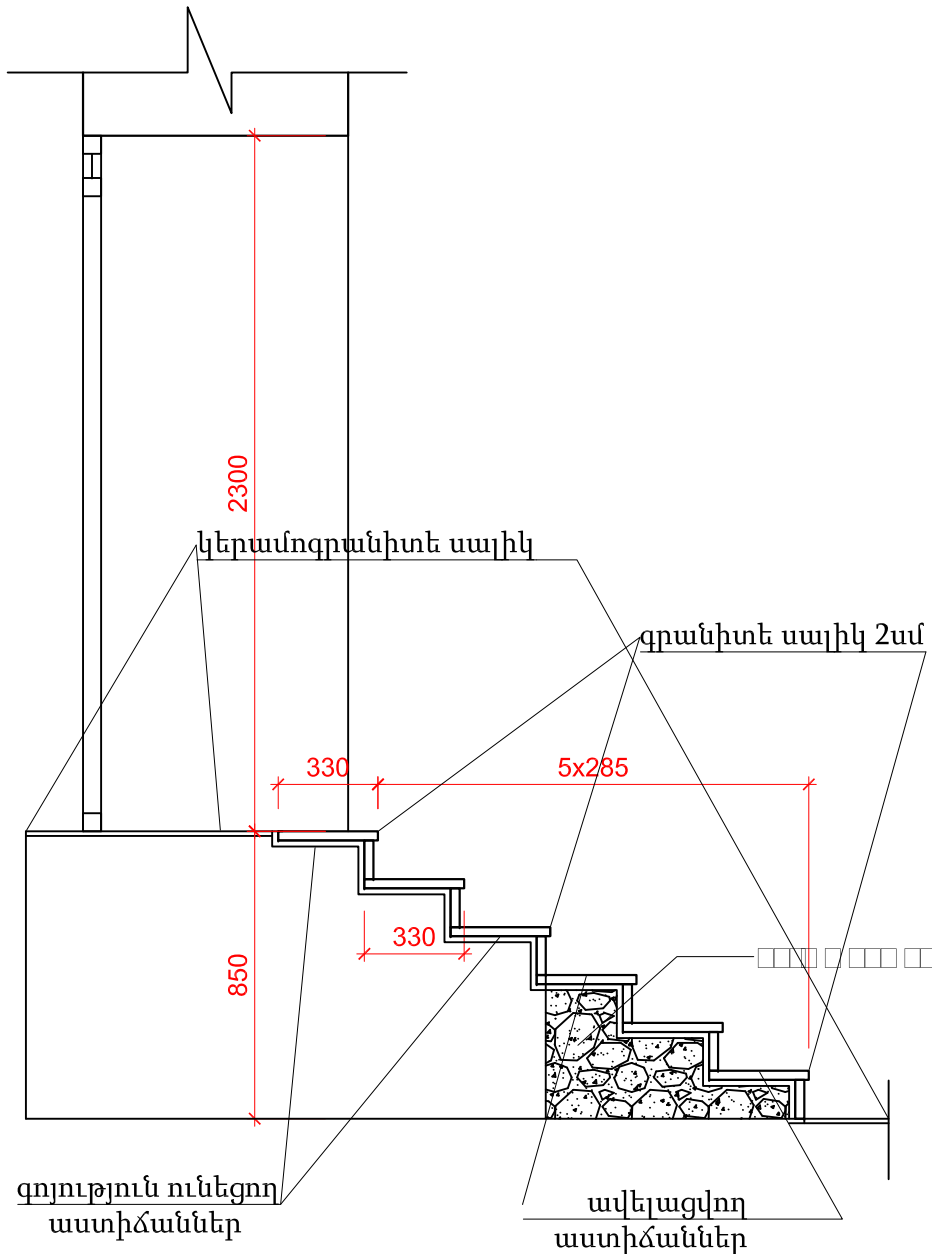 2300
կերամոգրանիտե սալիկ
գրանիտե սալիկ 2սմ
330
5x285
330
850
գոյություն ունեցող
աստիճաններ
ավելացվող
աստիճաններ